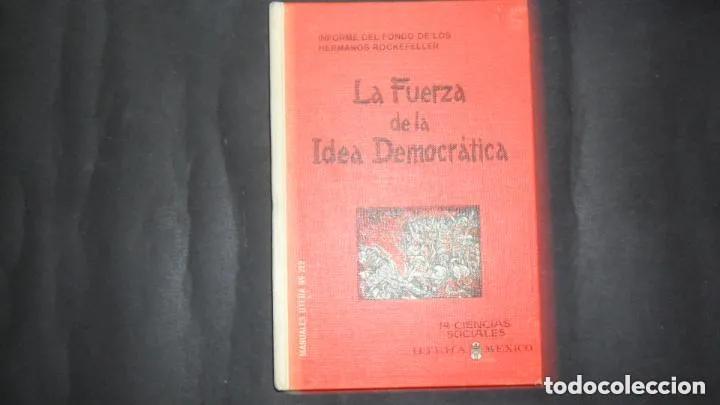 INFORME DEL FONDO DE LOS
HERMANOS ROCKEFELLER
La Fuerza
de la
Idea Democrática
14 CIENCIAS
SOCIALES
UTEHA MEXICO
MANUALES UTEHA Nº
todocoleccion